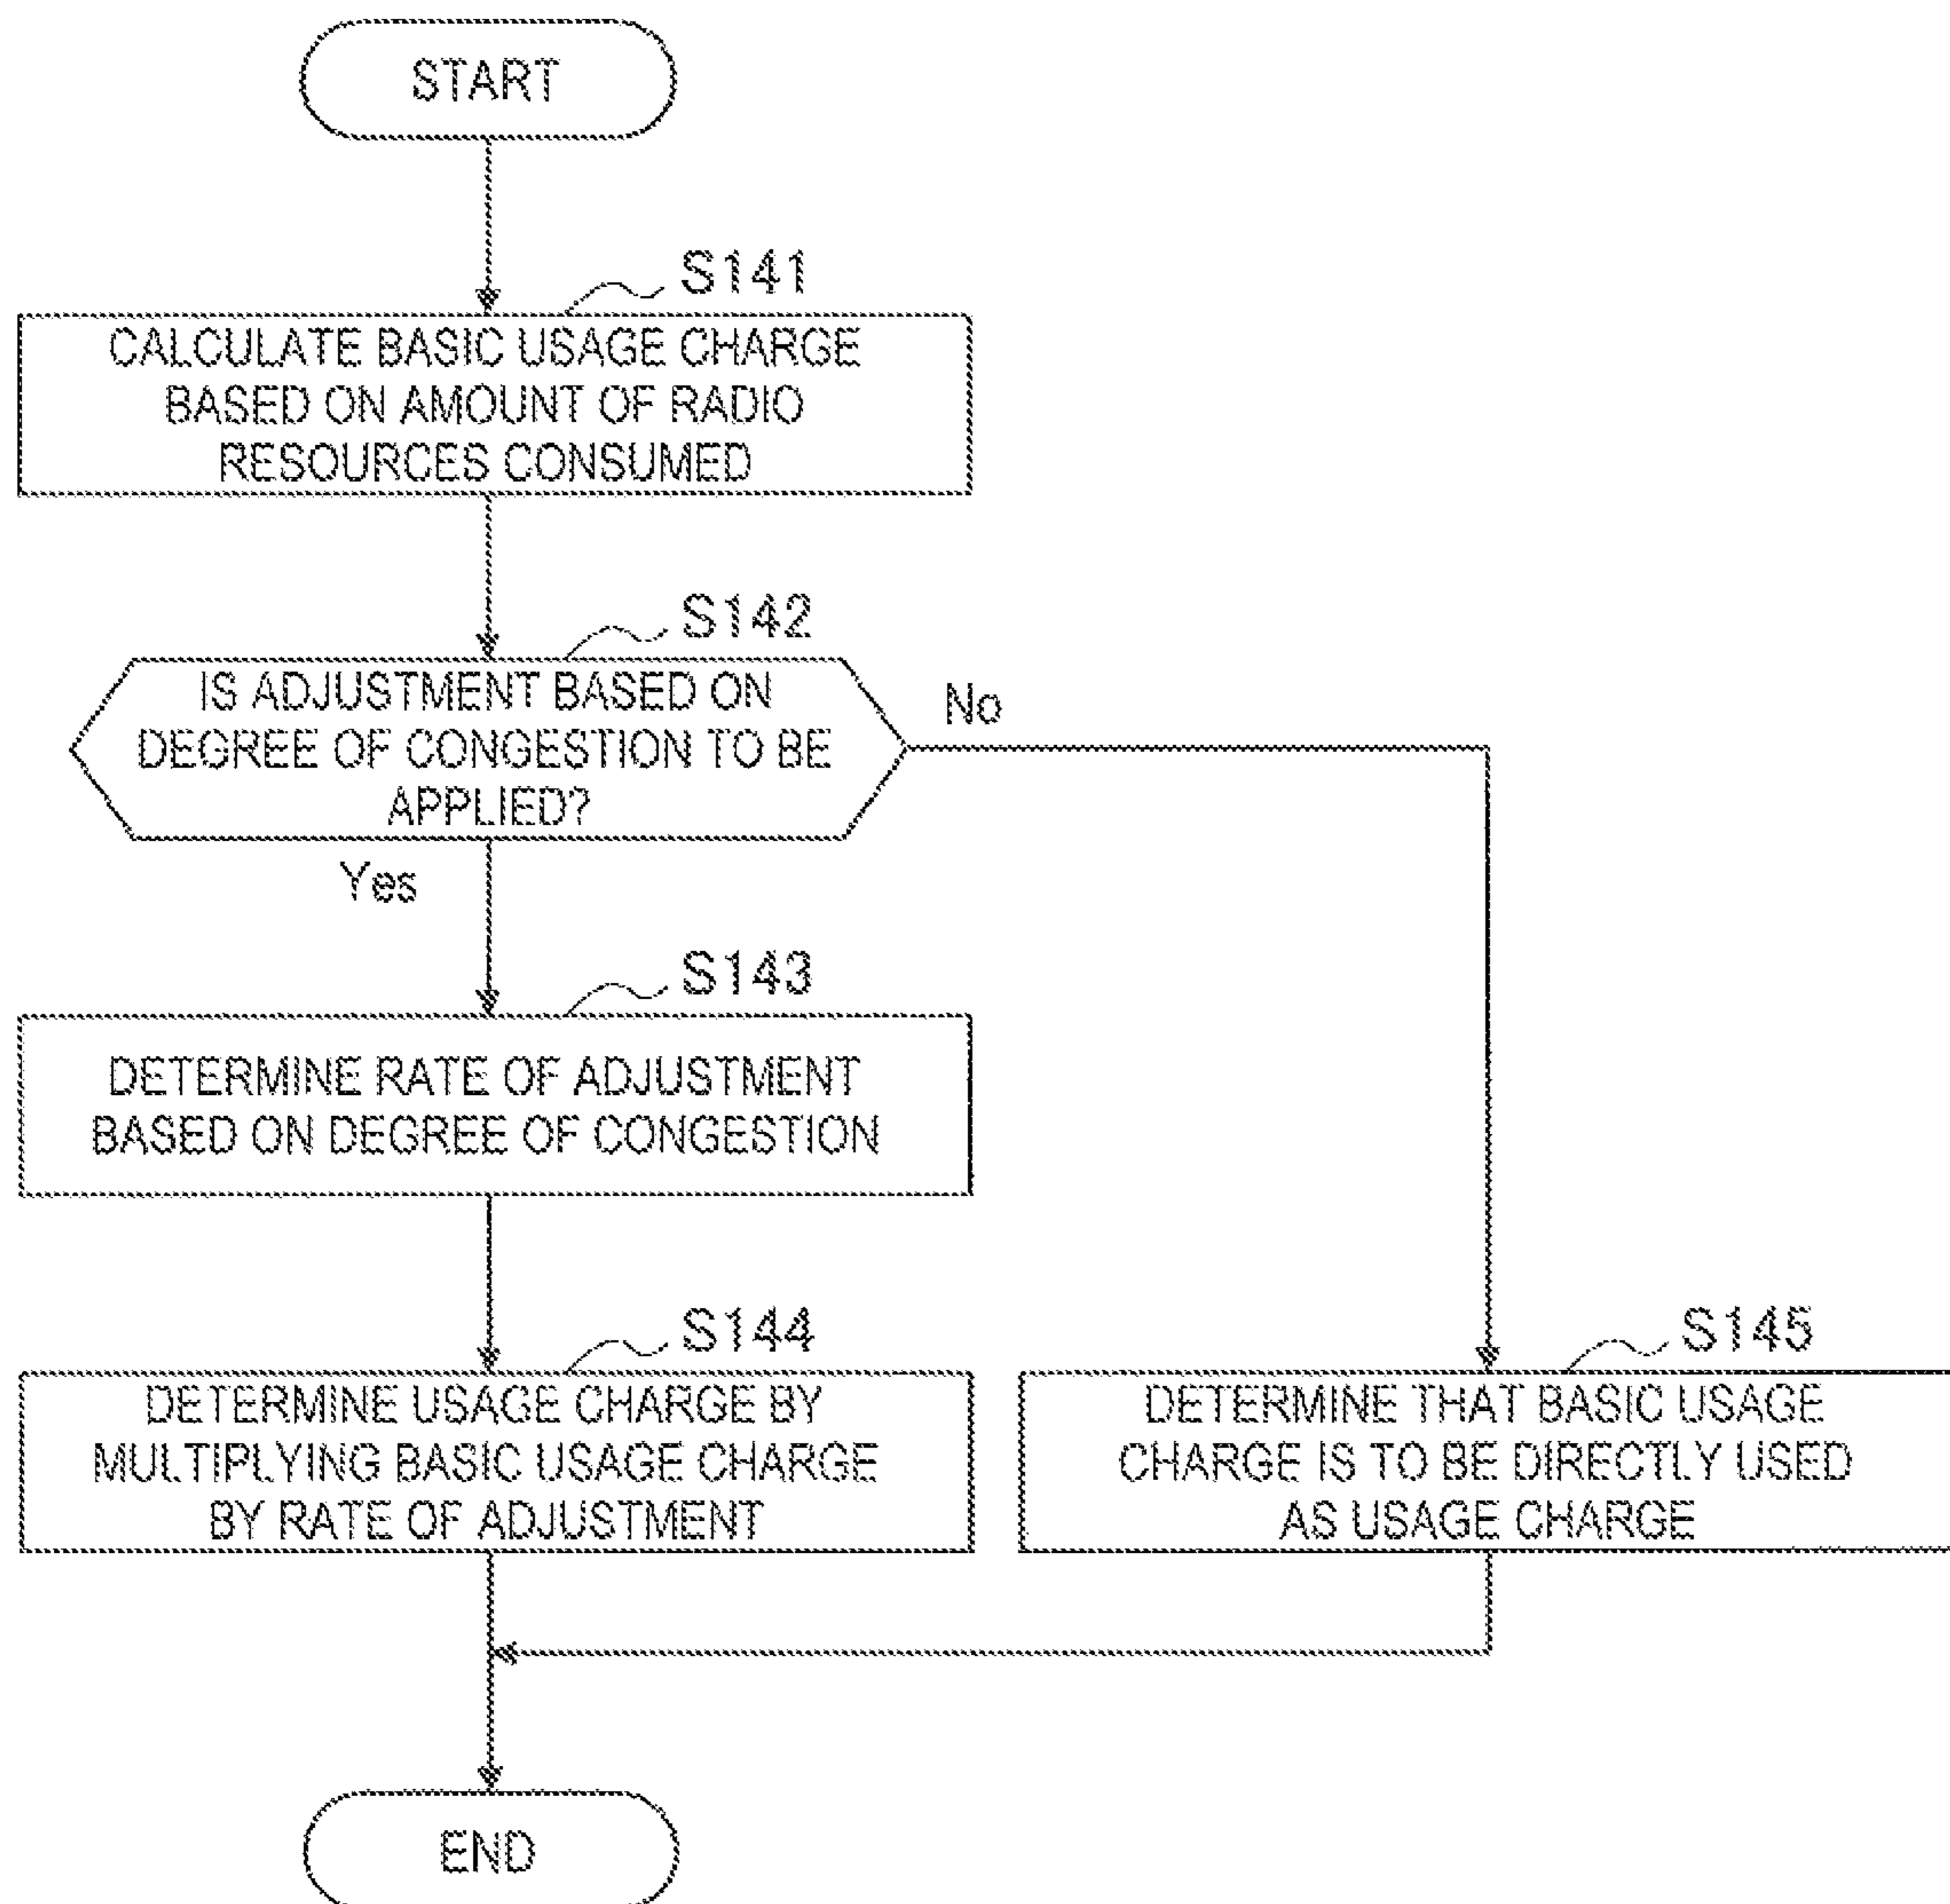 START
S141
CALCULATE BASIC USAGE CHARGE
BASED ON AMOUNT OF RADIO
RESOURCES CONSUMED
S142
IS ADJUSTMENT BASED ON
DEGREE OF CONGESTION TO BE
APPLIED?
No
Yes
S143
DETERMINE RATE OF ADJUSTMENT
BASED ON DEGREE OF CONGESTION
S144
DETERMINE USAGE CHARGE BY
MULTIPLYING BASIC USAGE CHARGE
BY RATE OF ADJUSTMENT
S145
DETERMINE THAT BASIC USAGE
CHARGE IS TO BE DIRECTLY USED
AS USAGE CHARGE
END